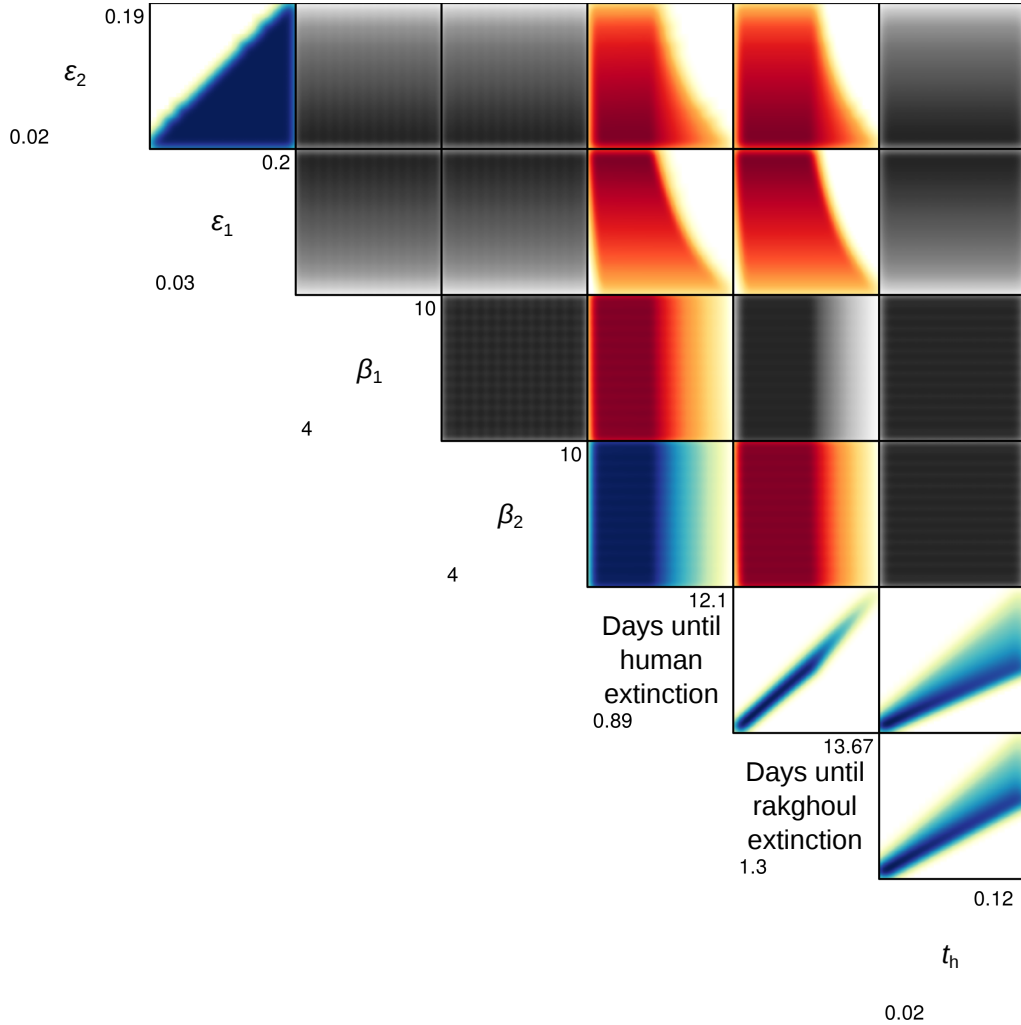 0.19
ε2
0.02
0.2
ε1
0.03
10
β1
4
10
β2
4
12.1
Days until
human
extinction
0.89
13.67
Days until
rakghoul
extinction
1.3
0.12
th
0.02